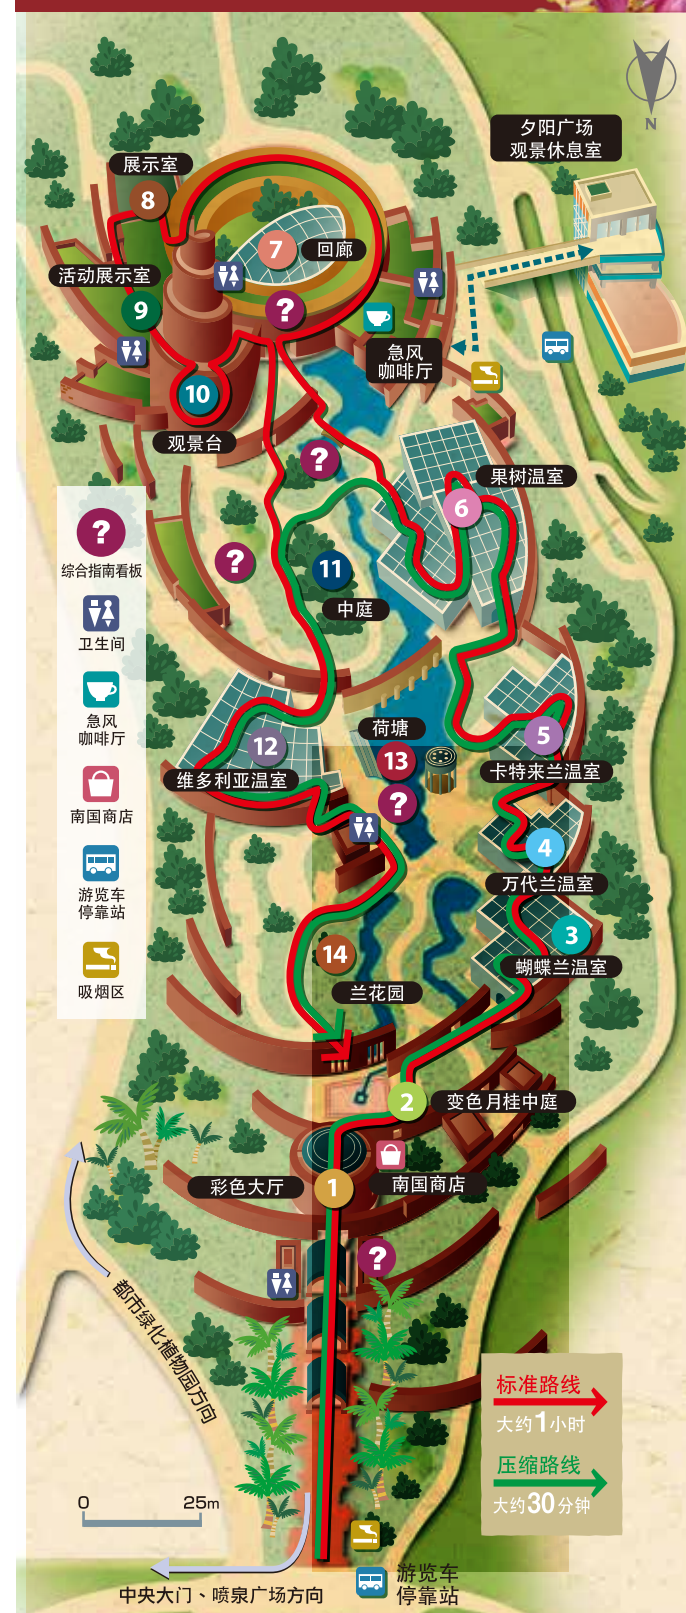 N
夕阳广场
观景休息室
展示室
8
7
回廊
活动展示室
9
?
急风
咖啡厅
10
观景台
?
果树温室
6
?
综合指南看板
?
11
中庭
卫生间
急风
咖啡厅
荷塘
5
12
13
卡特来兰温室
维多利亚温室
?
南国商店
4
万代兰温室
游览车
停靠站
3
14
蝴蝶兰温室
吸烟区
兰花园
2
变色月桂中庭
彩色大厅
1
南国商店
?
都市绿化植物园方向
标准路线
大约1小时
压缩路线
大约30分钟
0
25m
中央大门、喷泉广场方向
游览车
停靠站